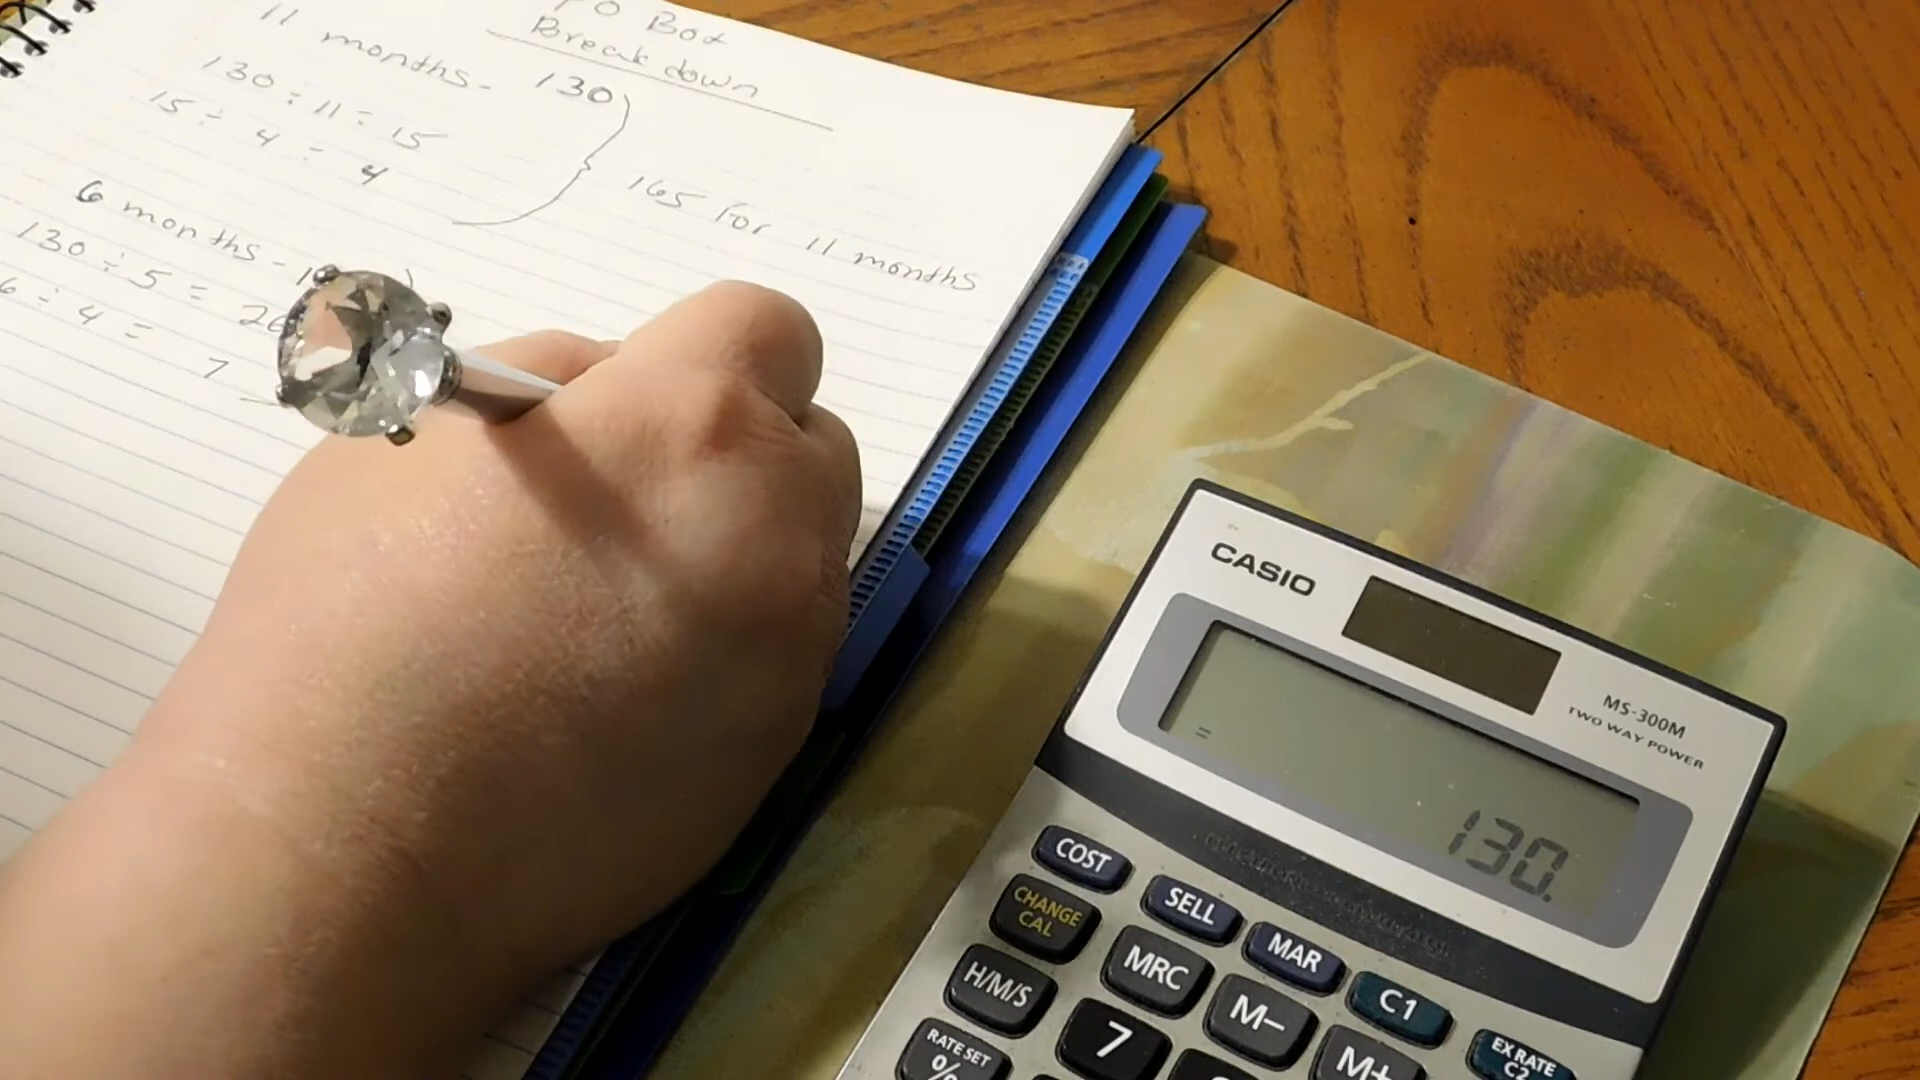 PO Box
Breakdown
11 months - 130
130 ÷ 11 = 15
15 ÷ 4 = 4
165 for 11 months
6 months - 1
130 ÷ 5 = 26
6 ÷ 4 = 7
CASIO
MS-300M
TWO WAY POWER
=
130.
COST
SELL
MAR
C1
EX RATE
C2
CHANGE
CAL
MRC
M−
M+
H/M/S
7
RATE SET
%